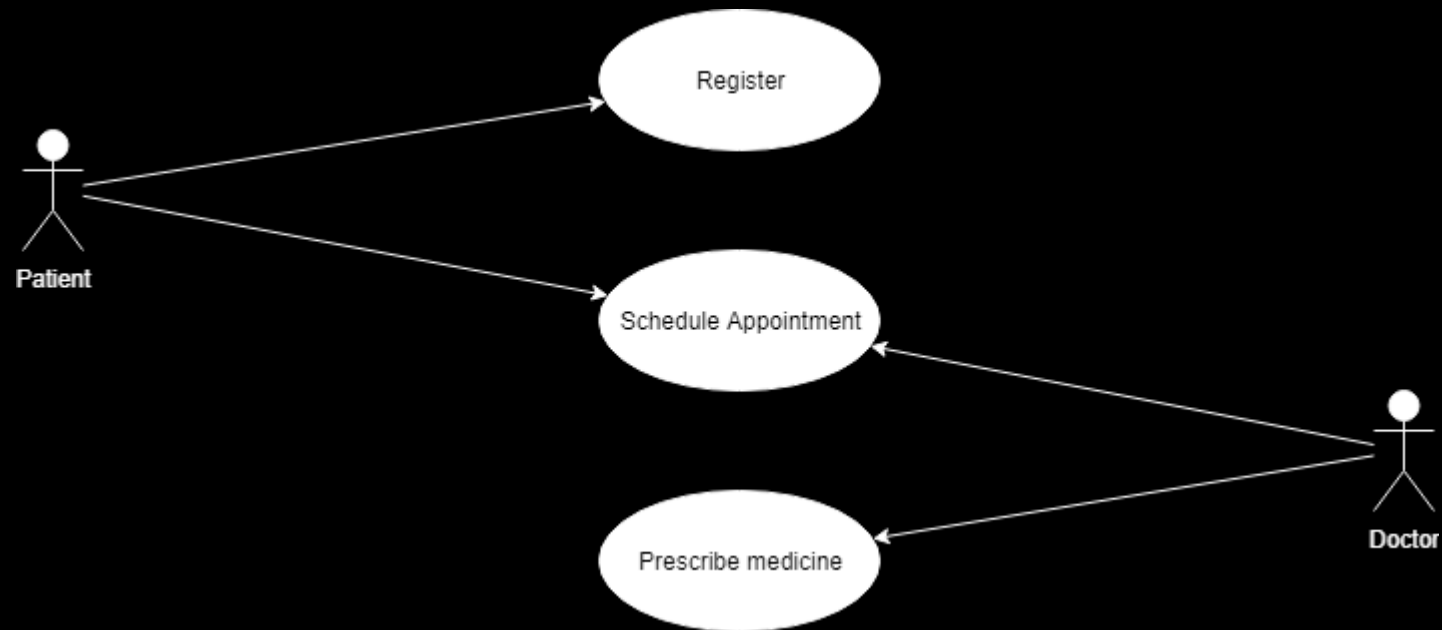 Register
Patient
Schedule Appointment
Doctor
Prescribe medicine